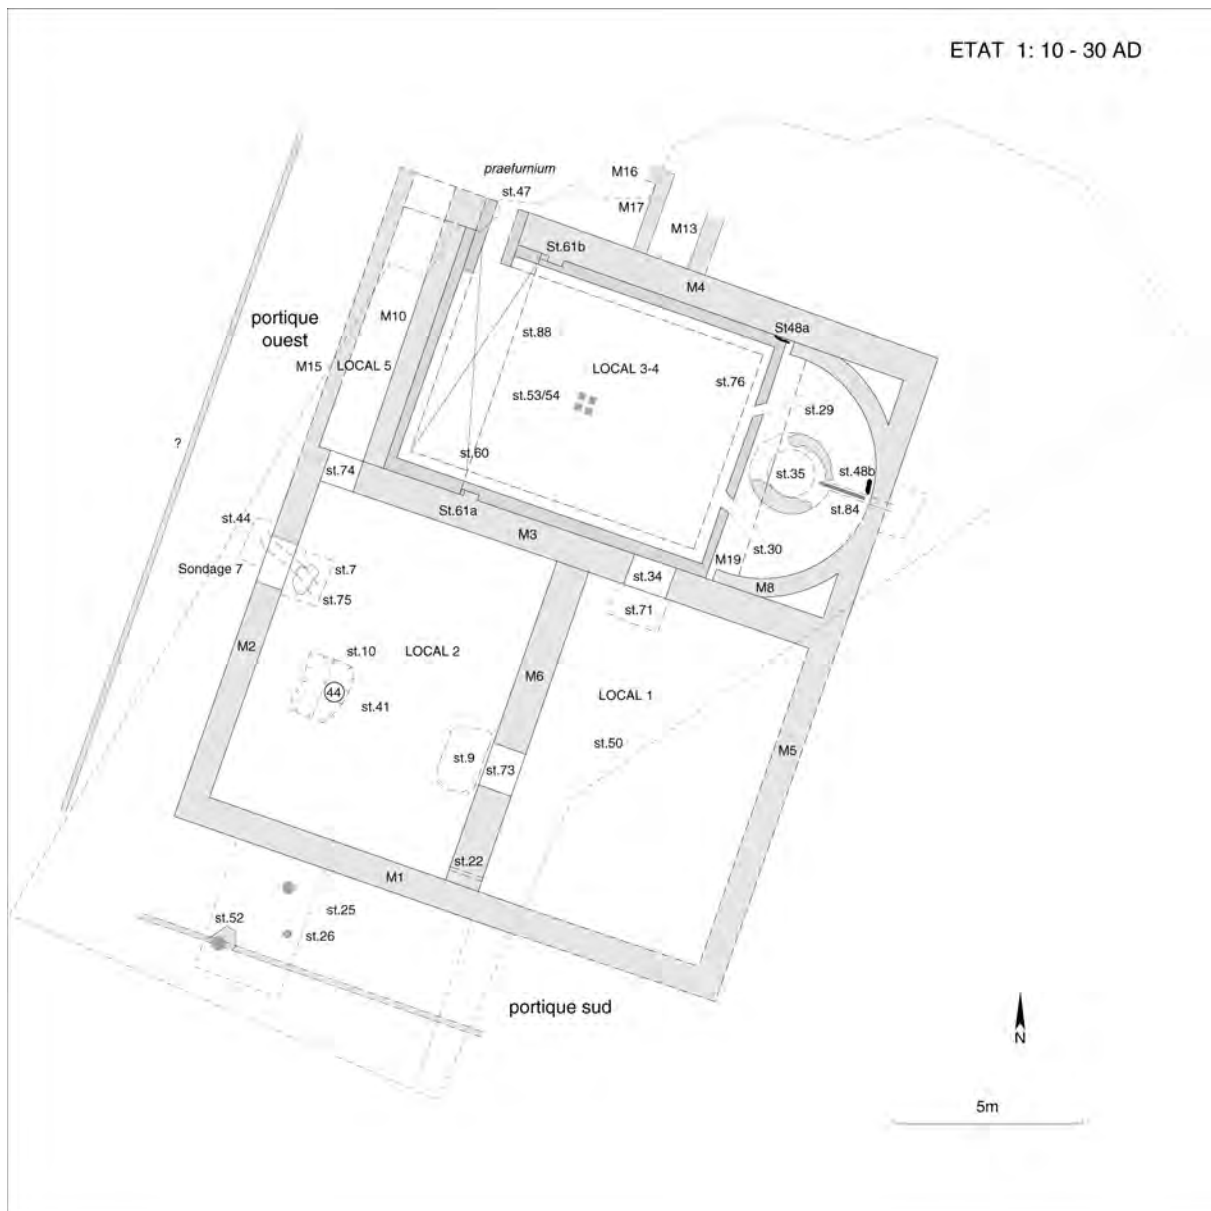 ETAT 1: 10 - 30 AD
praefurnium
st.47
M16
M17
M13
St.61b
M4
portique
ouest
M10
st.88
St48a
M15
LOCAL 5
LOCAL 3-4
st.76
st.53/54
st.29
?
st.60
st.74
st.35
st.48b
st.84
St.61a
st.44
M3
st.30
Sondage 7
st.7
M19
st.34
M8
st.75
st.71
M2
st.10
LOCAL 2
M6
44
LOCAL 1
st.41
st.50
M5
st.9
st.73
st.22
M1
st.25
st.52
st.26
portique sud
N
5m